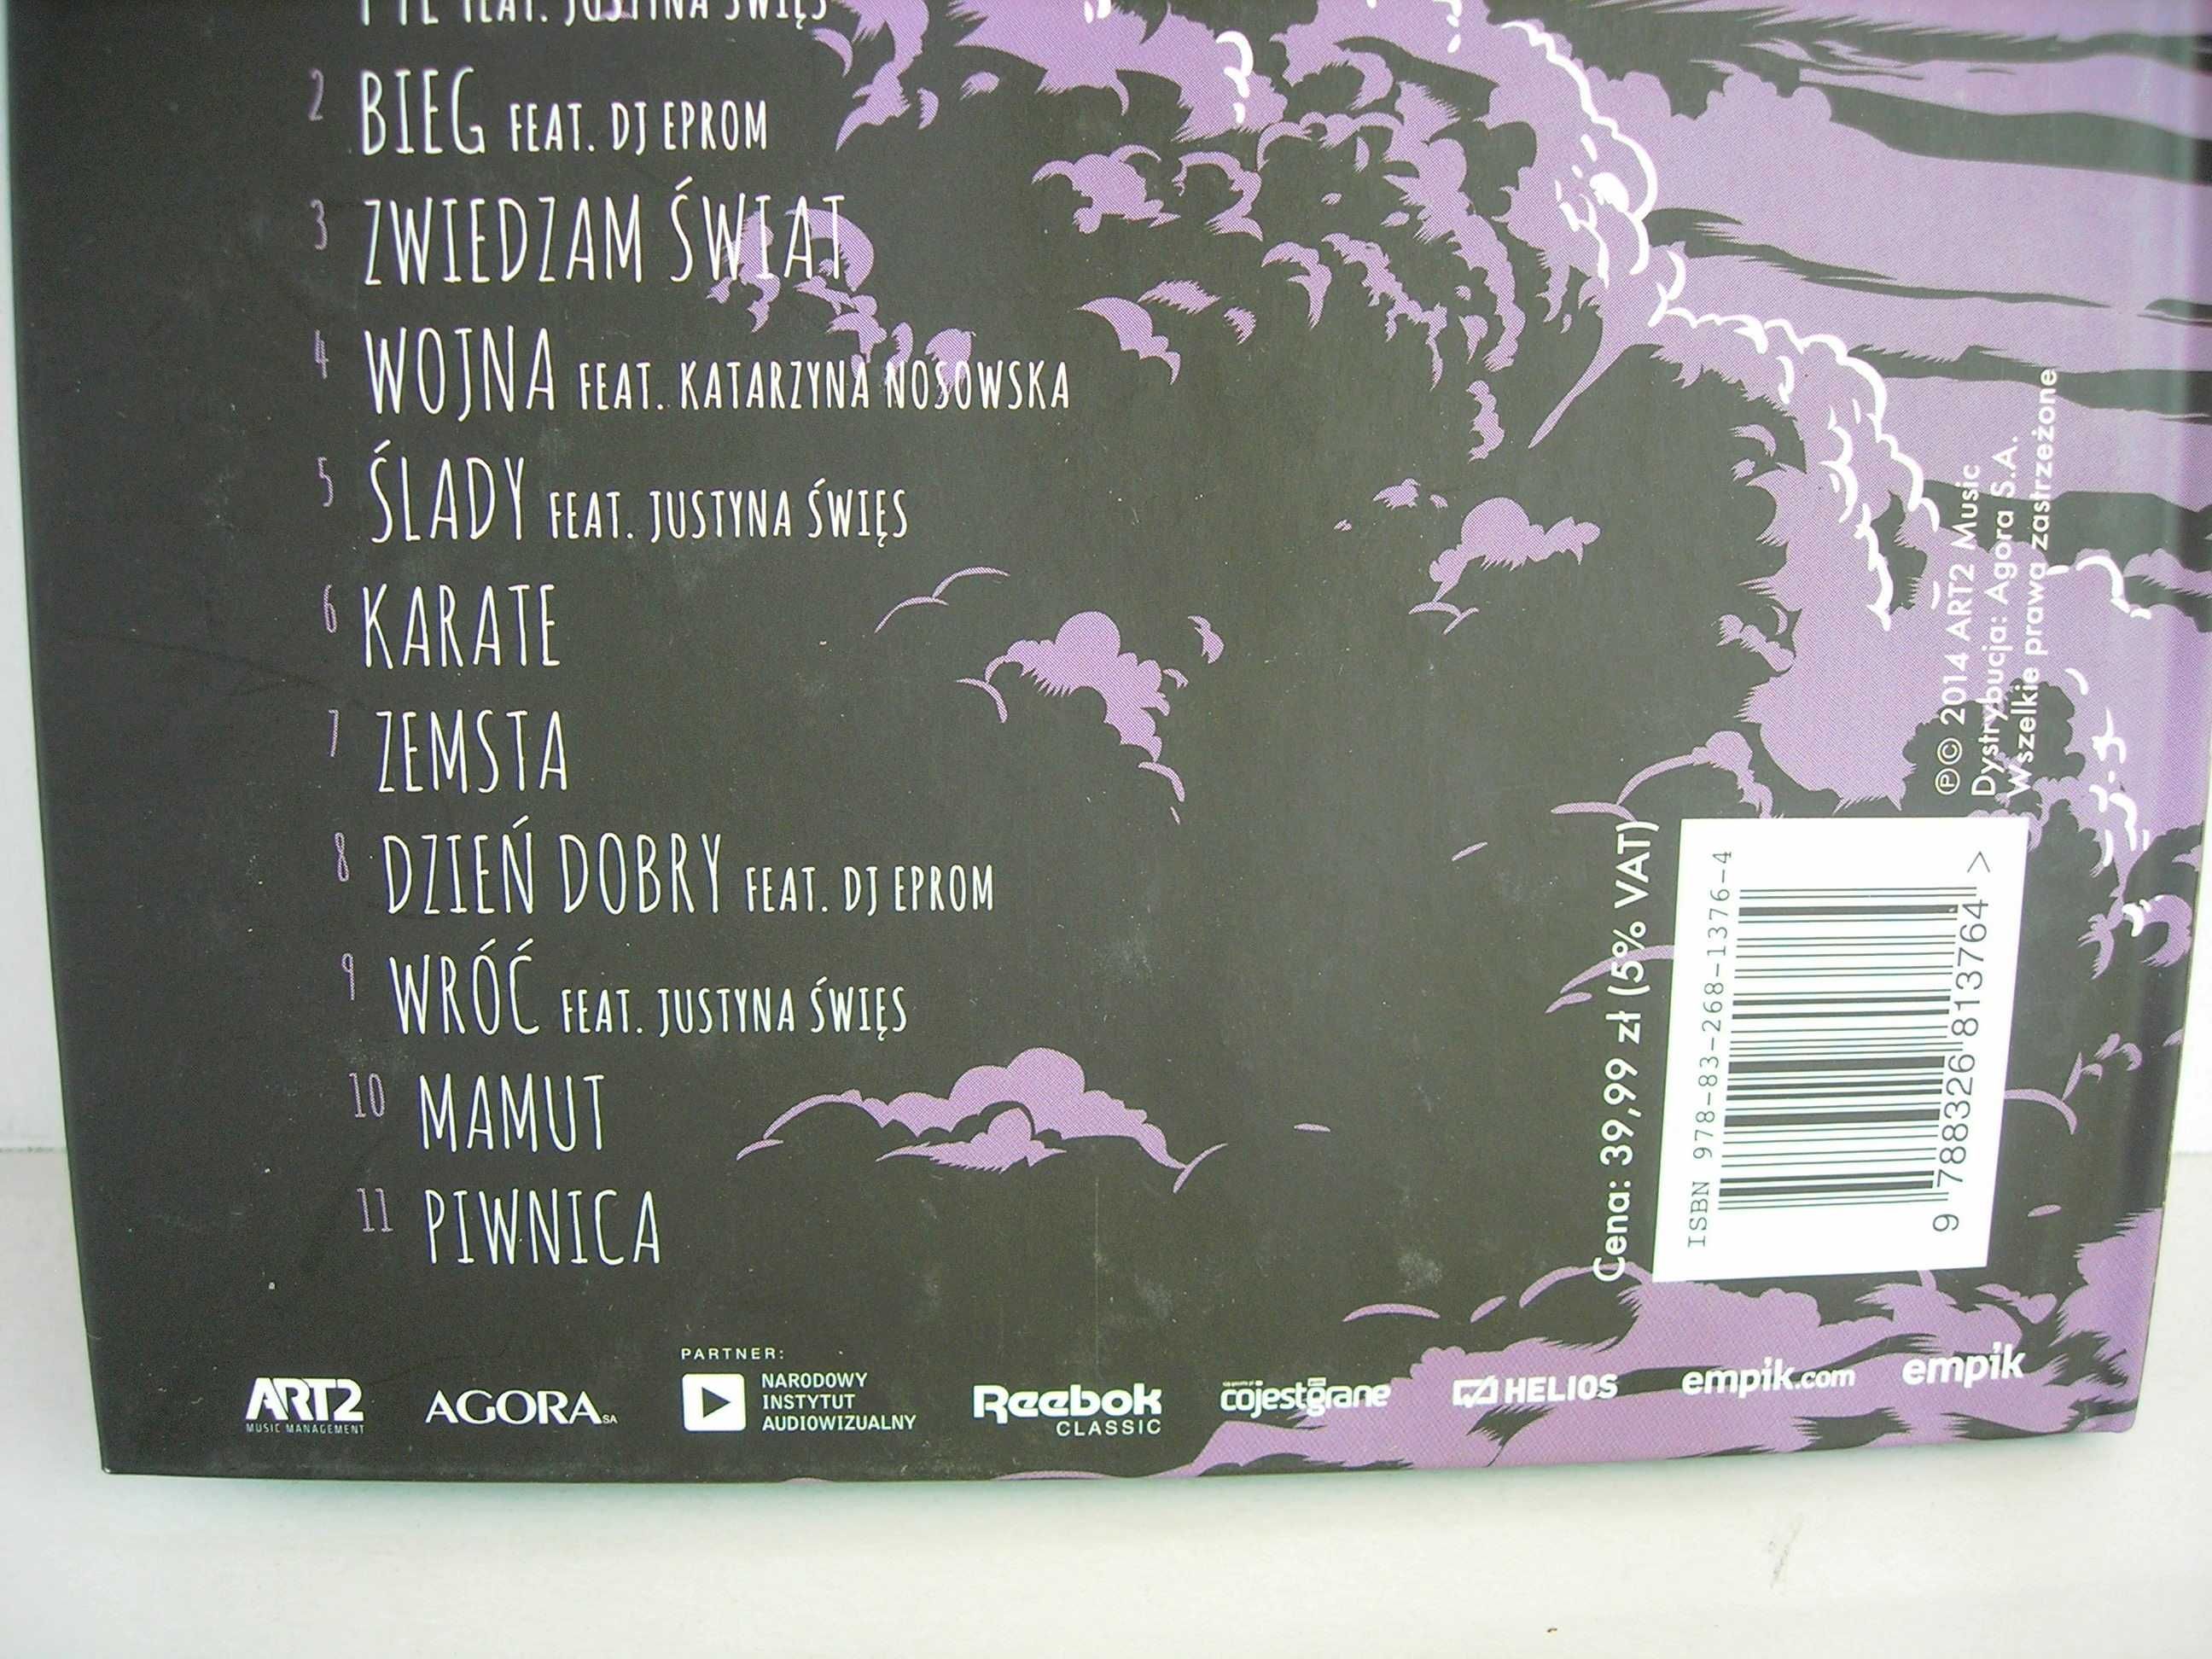 FEAT. JUSTYNA ŚWIĘS
2 BIEG FEAT. DJ EPROM
3 ZWIEDZAM ŚWIAT
4 WOJNA FEAT. KATARZYNA NOSOWSKA
5 ŚLADY FEAT. JUSTYNA ŚWIĘS
6 KARATE
7 ZEMSTA
8 DZIEŃ DOBRY FEAT. DJ EPROM
9 WRÓĆ FEAT. JUSTYNA ŚWIĘS
10 MAMUT
11 PIWNICA
℗© 2014 ART2 Music
Dystrybucja: Agora S.A.
Wszelkie prawa zastrzeżone
Cena: 39,99 zł (5% VAT)
ISBN 978-83-268-1376-4
9 788326 813764 >
ART2
MUSIC MANAGEMENT
AGORA SA
PARTNER:
NARODOWY
INSTYTUT
AUDIOWIZUALNY
Reebok
CLASSIC
cojestgrane
HELIOS
empik.com
empik